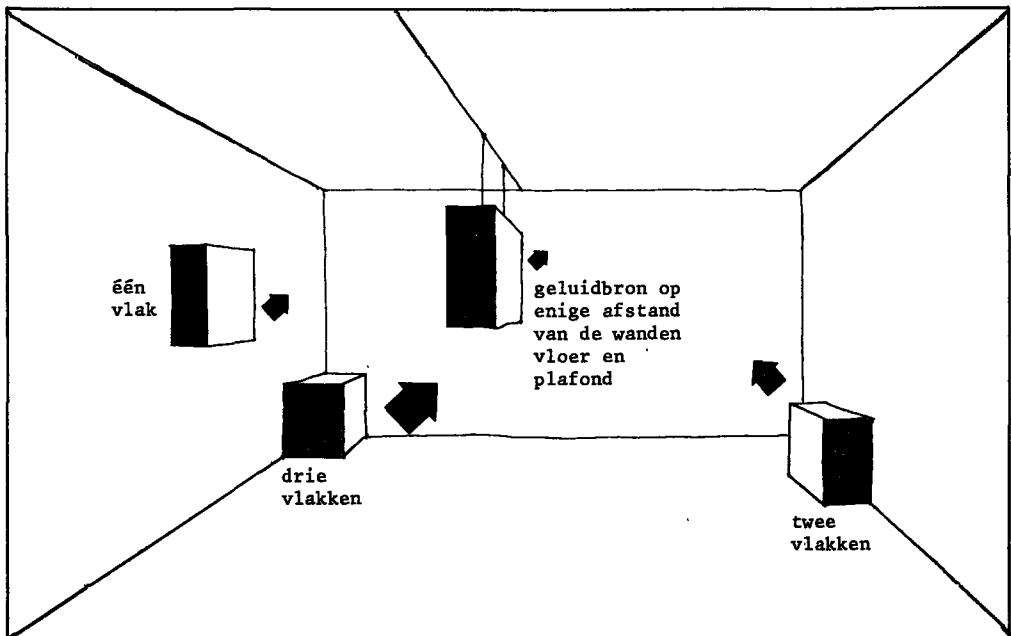 één
vlak
geluidbron op
enige afstand
van de wanden
vloer en
plafond
drie
vlakken
twee
vlakken